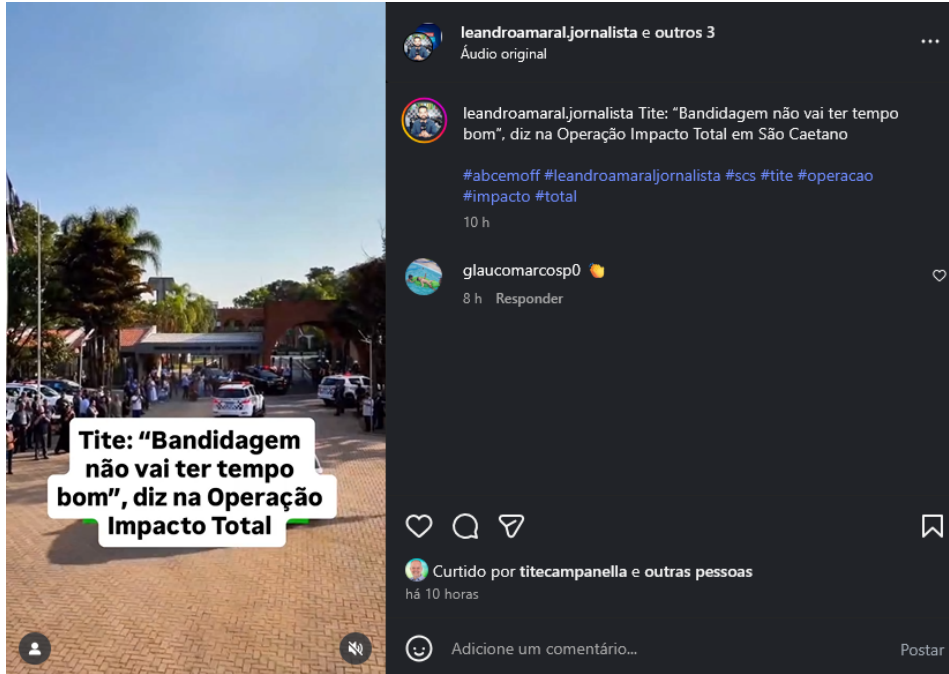 leandroamaral.jornalista e outros 3
Áudio original
leandroamaral.jornalista Tite: “Bandidagem não vai ter tempo
bom”, diz na Operação Impacto Total em São Caetano
#abcemoff #leandroamaraljornalista #scs #tite #operacao
#impacto #total
10 h
glaucomarcosp0 👏
8 h Responder
Tite: “Bandidagem
não vai ter tempo
bom”, diz na Operação
Impacto Total
Curtido por titecampanella e outras pessoas
há 10 horas
Adicione um comentário...
Postar